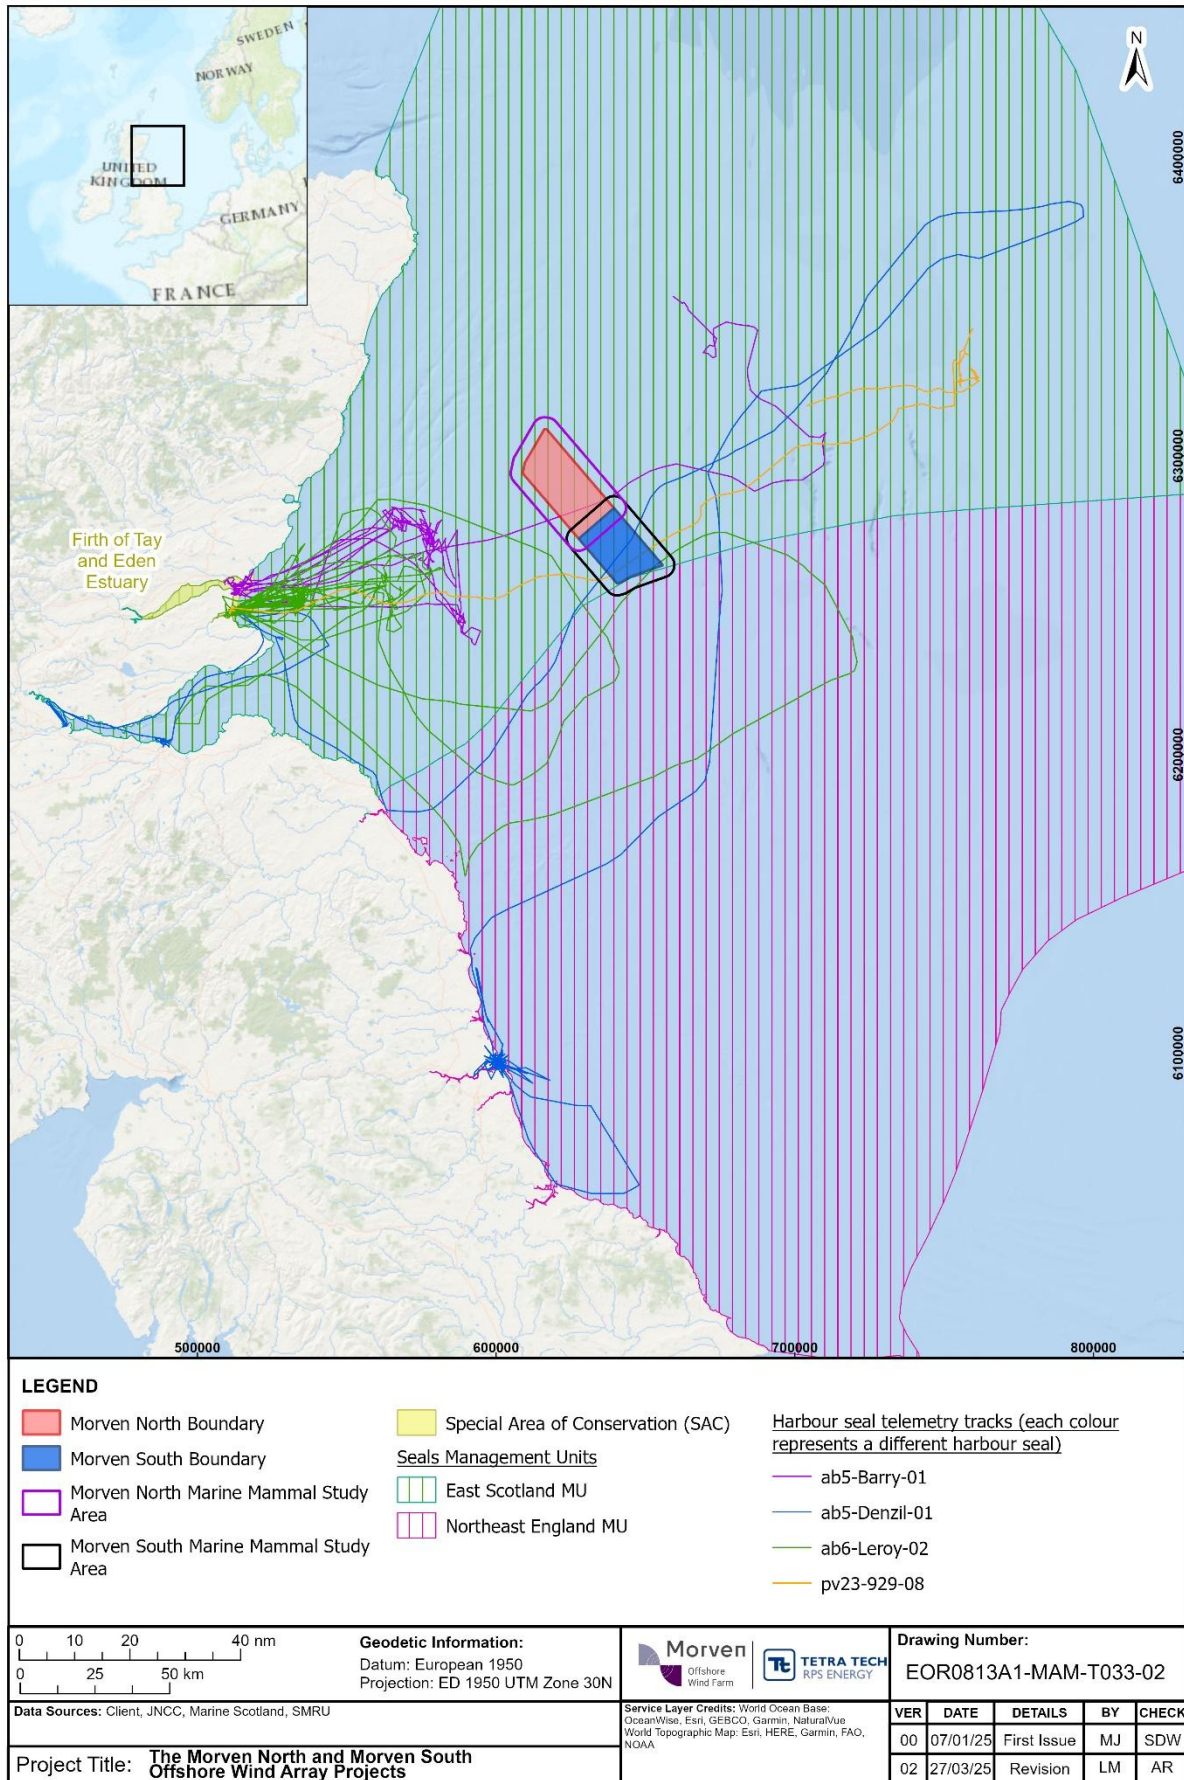 SWEDEN
NORWAY
UNITED
KINGDOM
GERMANY
FRANCE
N
6400000
6300000
6200000
6100000
Firth of Tay
and Eden
Estuary
500000
600000
700000
800000
LEGEND
Morven North Boundary
Morven South Boundary
Morven North Marine Mammal Study
Area
Morven South Marine Mammal Study
Area
Special Area of Conservation (SAC)
Seals Management Units
East Scotland MU
Northeast England MU
Harbour seal telemetry tracks (each colour
represents a different harbour seal)
ab5-Barry-01
ab5-Denzil-01
ab6-Leroy-02
pv23-929-08
0 10 20 40 nm
0 25 50 km
Geodetic Information:
Datum: European 1950
Projection: ED 1950 UTM Zone 30N
Morven
Offshore
Wind Farm
Tt
TETRA TECH
RPS ENERGY
Drawing Number:
EOR0813A1-MAM-T033-02
Data Sources: Client, JNCC, Marine Scotland, SMRU
Service Layer Credits: World Ocean Base:
OceanWise, Esri, GEBCO, Garmin, NaturalVue
World Topographic Map: Esri, HERE, Garmin, FAO,
NOAA
VER DATE DETAILS BY CHECK
00 07/01/25 First Issue MJ SDW
02 27/03/25 Revision LM AR
Project Title: The Morven North and Morven South
Offshore Wind Array Projects